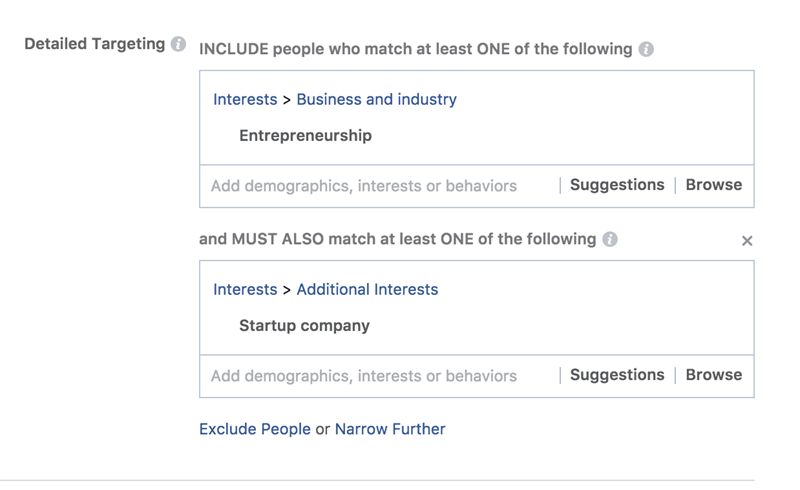 Detailed Targeting
INCLUDE people who match at least ONE of the following
Interests > Business and industry
Entrepreneurship
Add demographics, interests or behaviors | Suggestions | Browse
and MUST ALSO match at least ONE of the following
Interests > Additional Interests
Startup company
Add demographics, interests or behaviors | Suggestions | Browse
Exclude People or Narrow Further